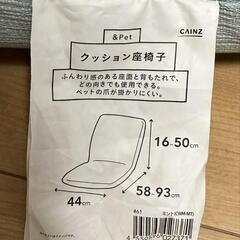 CAINZ
&Pet
クッション座椅子
ふんわり感のある座面と背もたれで、
どの向きでも使用できる。
ペットの爪が掛かりにくい。
16-50cm
44cm
58-93cm
#61
ミント(CWM-MT)